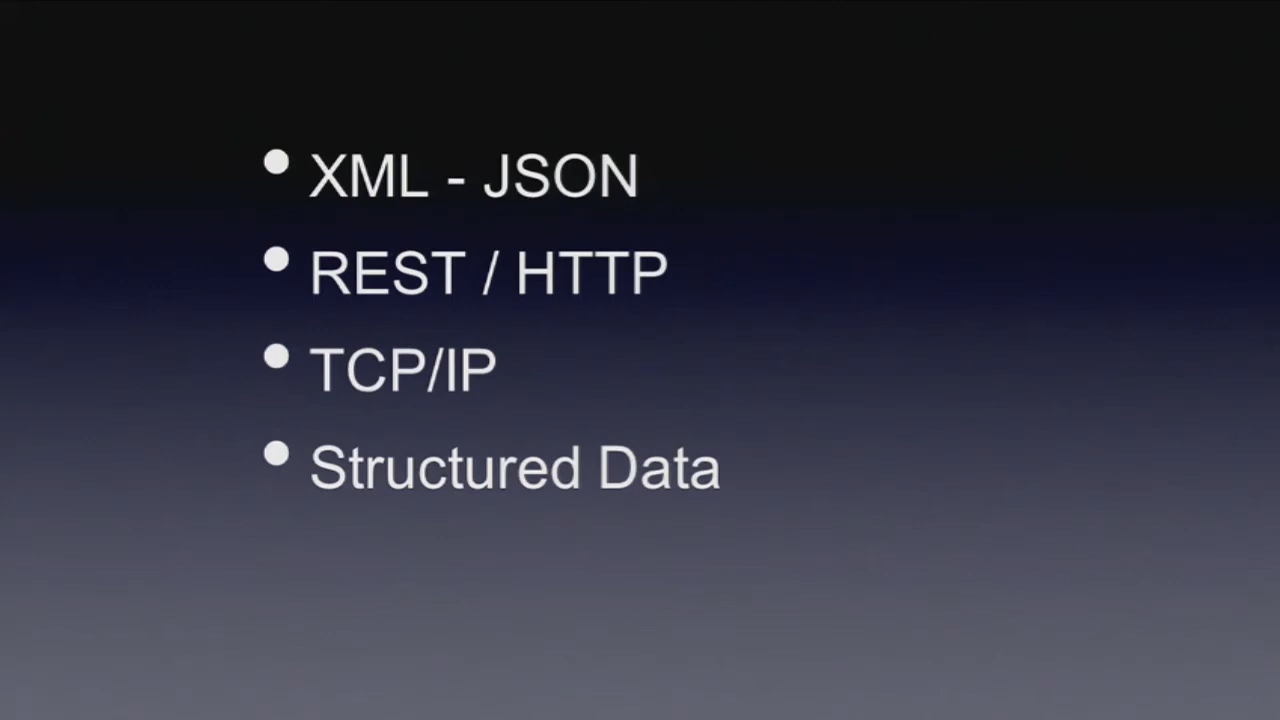 • XML - JSON
• REST / HTTP
• TCP/IP
• Structured Data